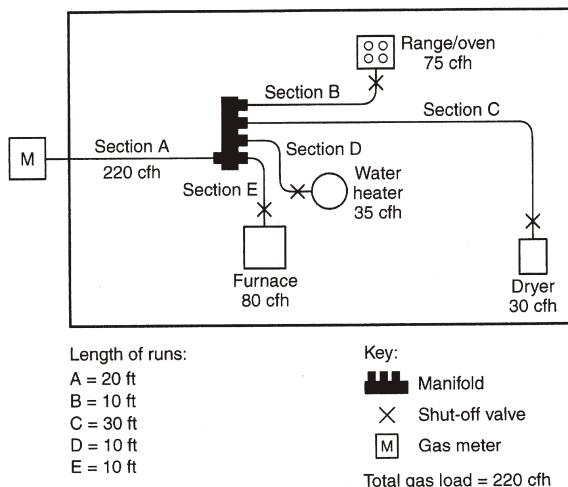 Range/oven
75 cfh
Section B
Section C
Section A
220 cfh
M
Section D
Section E
Water
heater
35 cfh
Furnace
80 cfh
Dryer
30 cfh
Length of runs:
A = 20 ft
B = 10 ft
C = 30 ft
D = 10 ft
E = 10 ft
Key:
Manifold
Shut-off valve
M Gas meter
Total gas load = 220 cfh